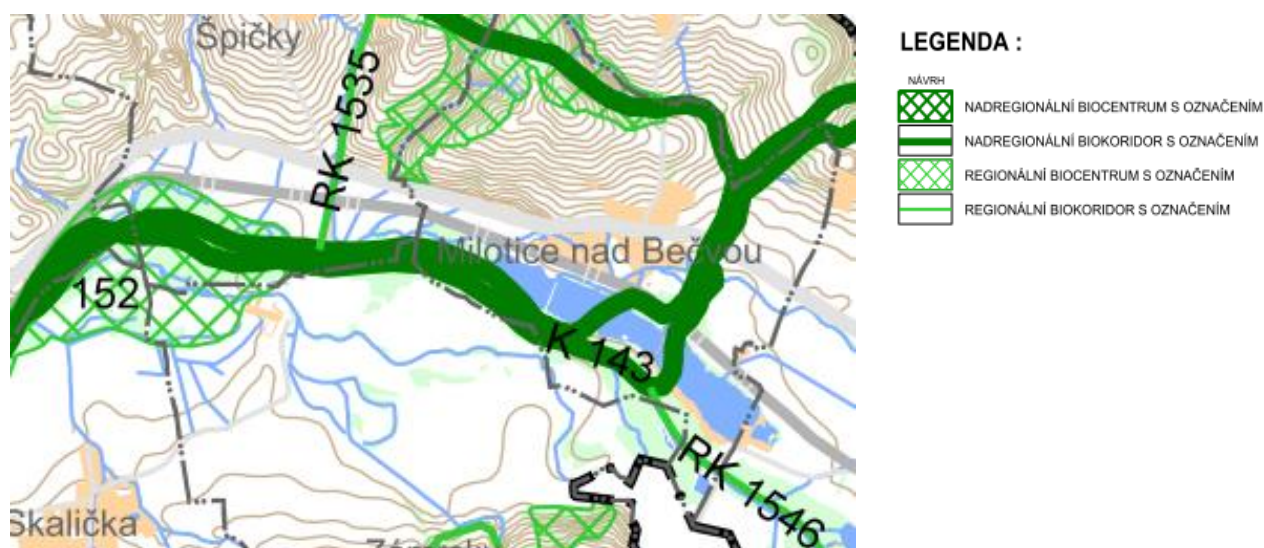 Špičky
RK 1535
Milotice nad Bečvou
152
K 143
RK 1546
Skalička
LEGENDA :
NÁVRH
NADREGIONÁLNÍ BIOCENTRUM S OZNAČENÍM
NADREGIONÁLNÍ BIOKORIDOR S OZNAČENÍM
REGIONÁLNÍ BIOCENTRUM S OZNAČENÍM
REGIONÁLNÍ BIOKORIDOR S OZNAČENÍM